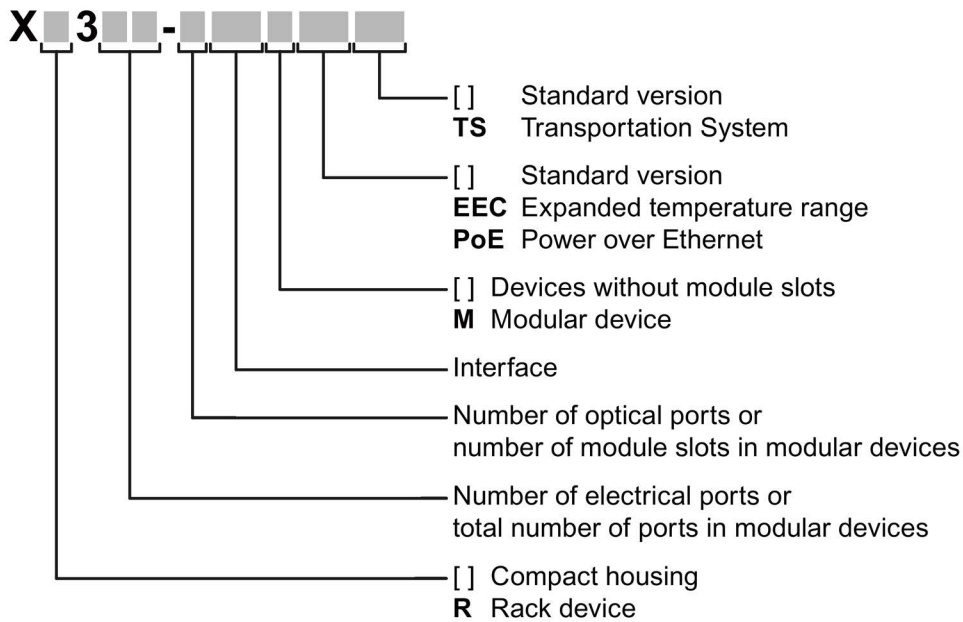 X 3 -
[ ] Standard version
TS Transportation System
[ ] Standard version
EEC Expanded temperature range
PoE Power over Ethernet
[ ] Devices without module slots
M Modular device
Interface
Number of optical ports or
number of module slots in modular devices
Number of electrical ports or
total number of ports in modular devices
[ ] Compact housing
R Rack device